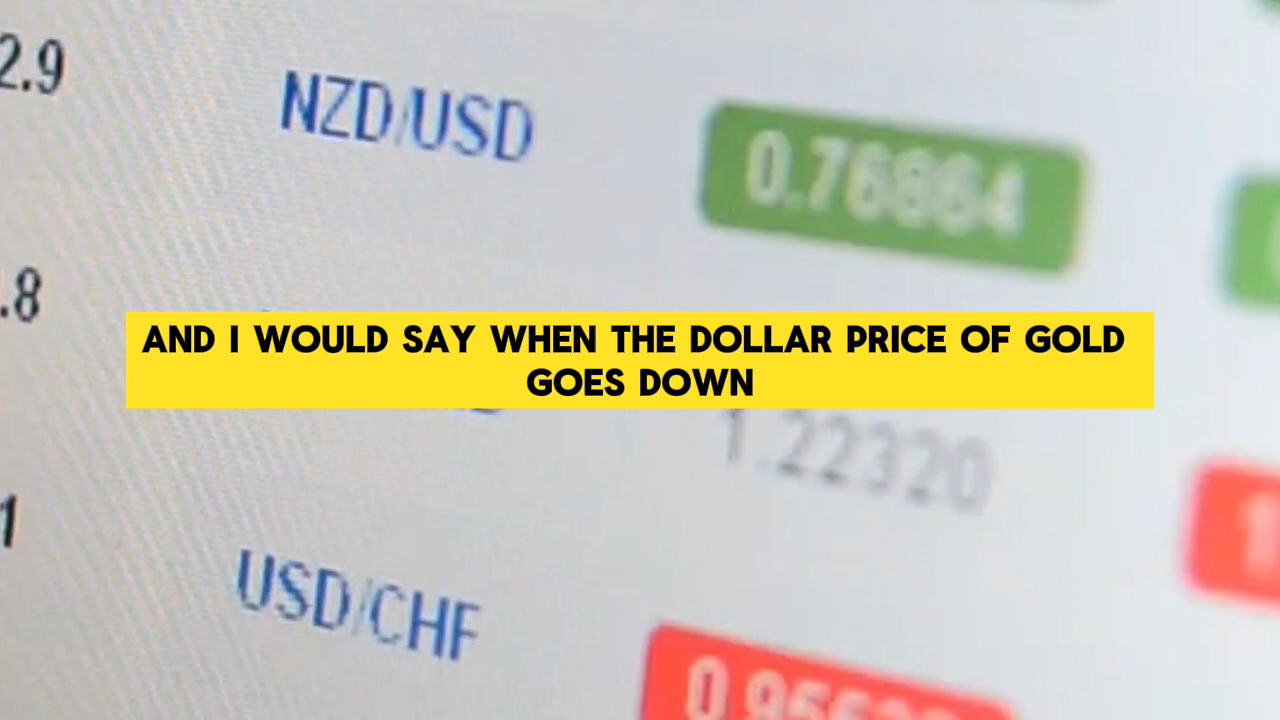 2.9 NZD/USD 0.76864
.8
AND I WOULD SAY WHEN THE DOLLAR PRICE OF GOLD
GOES DOWN
1.22320
1 USD/CHF